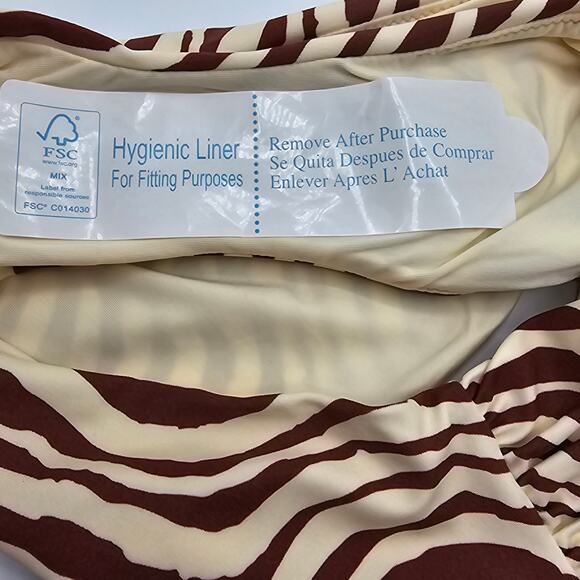 FSC
www.fsc.org
MIX
Label from
responsible sources
FSC® C014030
Hygienic Liner
For Fitting Purposes
Remove After Purchase
Se Quita Despues de Comprar
Enlever Apres L' Achat